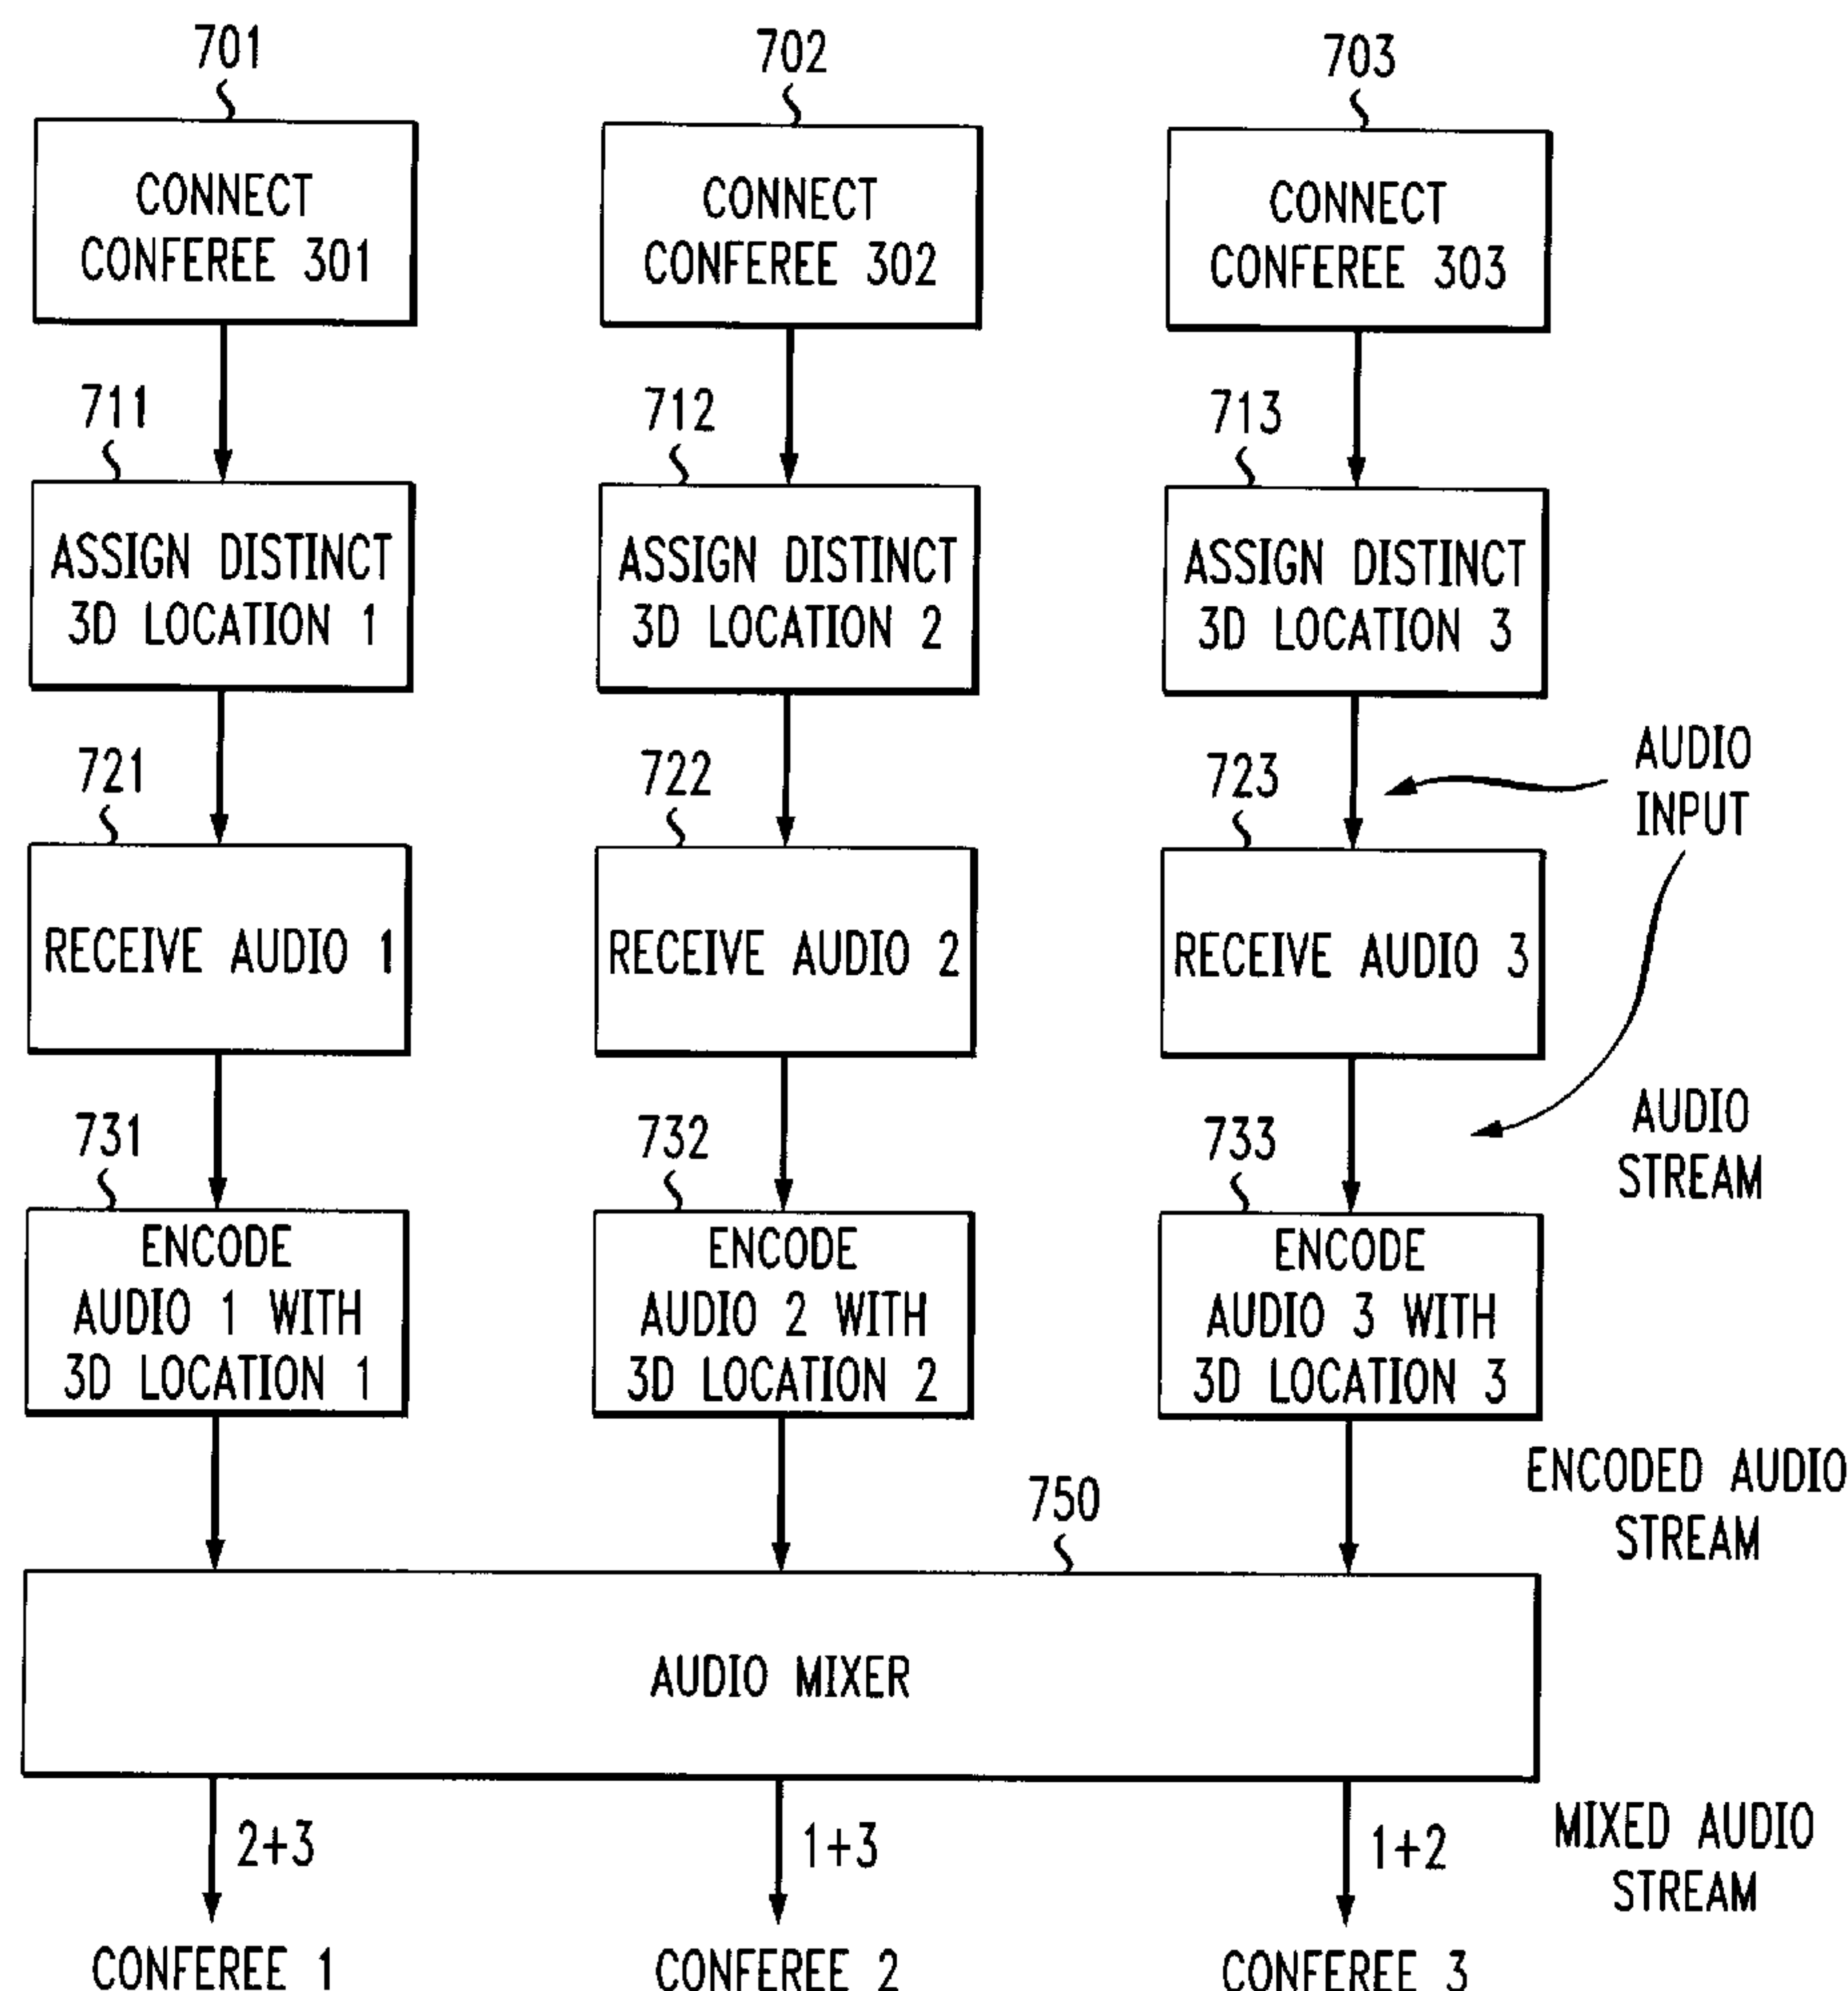 701
702
703
CONNECT
CONFEREE 301
CONNECT
CONFEREE 302
CONNECT
CONFEREE 303
711
712
713
ASSIGN DISTINCT
3D LOCATION 1
ASSIGN DISTINCT
3D LOCATION 2
ASSIGN DISTINCT
3D LOCATION 3
AUDIO
INPUT
721
722
723
RECEIVE AUDIO 1
RECEIVE AUDIO 2
RECEIVE AUDIO 3
AUDIO
STREAM
731
732
733
ENCODE
AUDIO 1 WITH
3D LOCATION 1
ENCODE
AUDIO 2 WITH
3D LOCATION 2
ENCODE
AUDIO 3 WITH
3D LOCATION 3
ENCODED AUDIO
STREAM
750
AUDIO MIXER
2+3
1+3
1+2
MIXED AUDIO
STREAM
CONFEREE 1
CONFEREE 2
CONFEREE 3